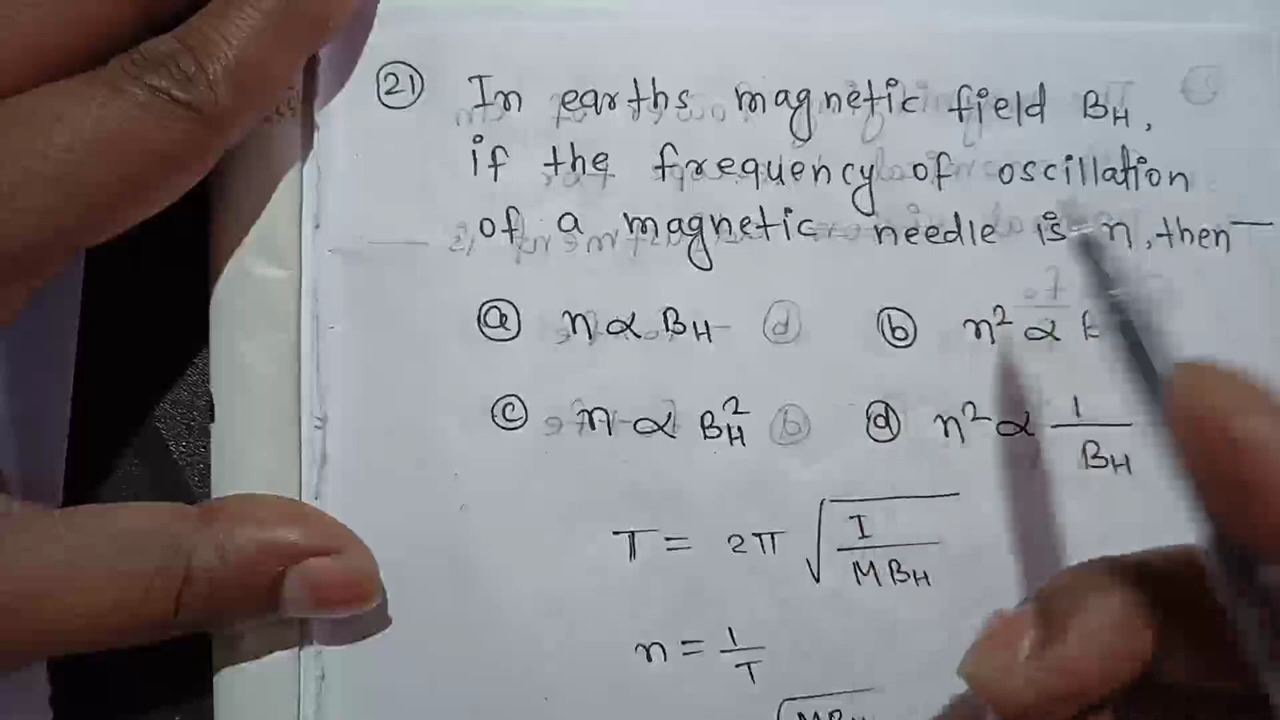 21 In earths magnetic field BH,
if the frequency of oscillation
of a magnetic needle is n, then —
a n α BH b n² α
c n α BH² d n² α 1/BH
T = 2π √(I/MBH)
n = 1/T